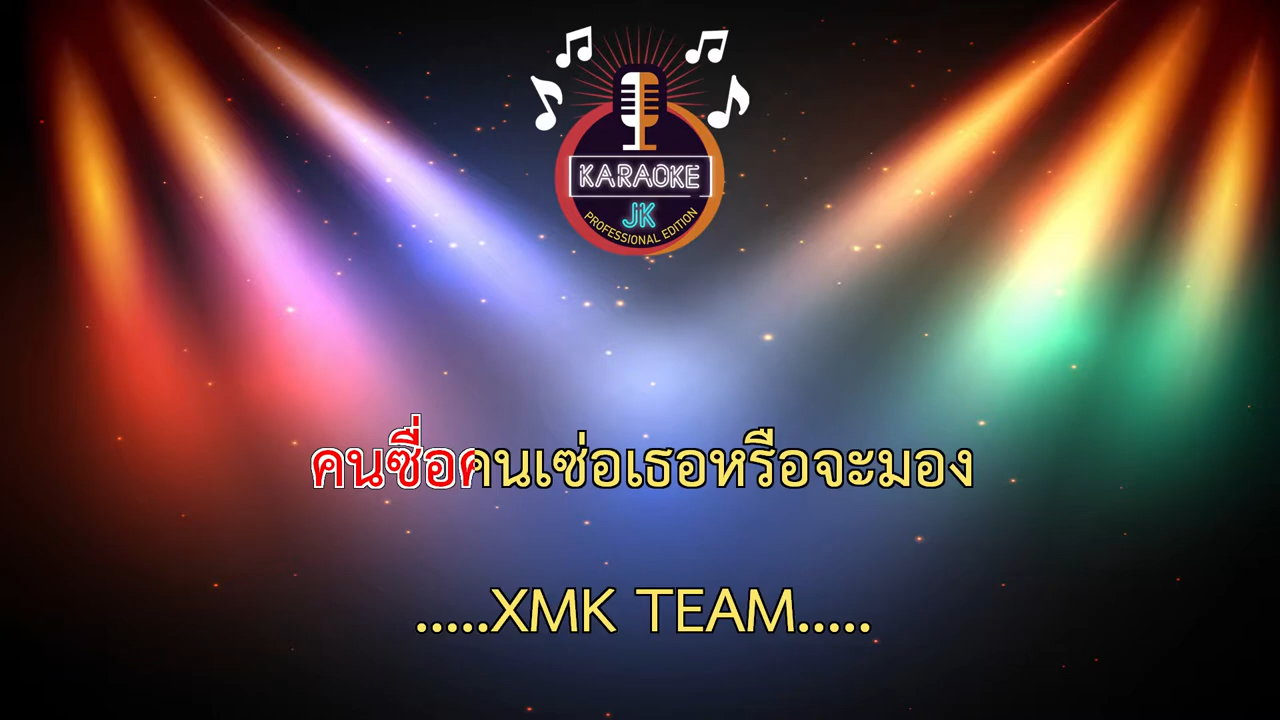 KARAOKE
JK
PROFESSIONAL EDITION
คนซื่อคนเซ่อเธอหรือจะมอง
.....XMK TEAM.....